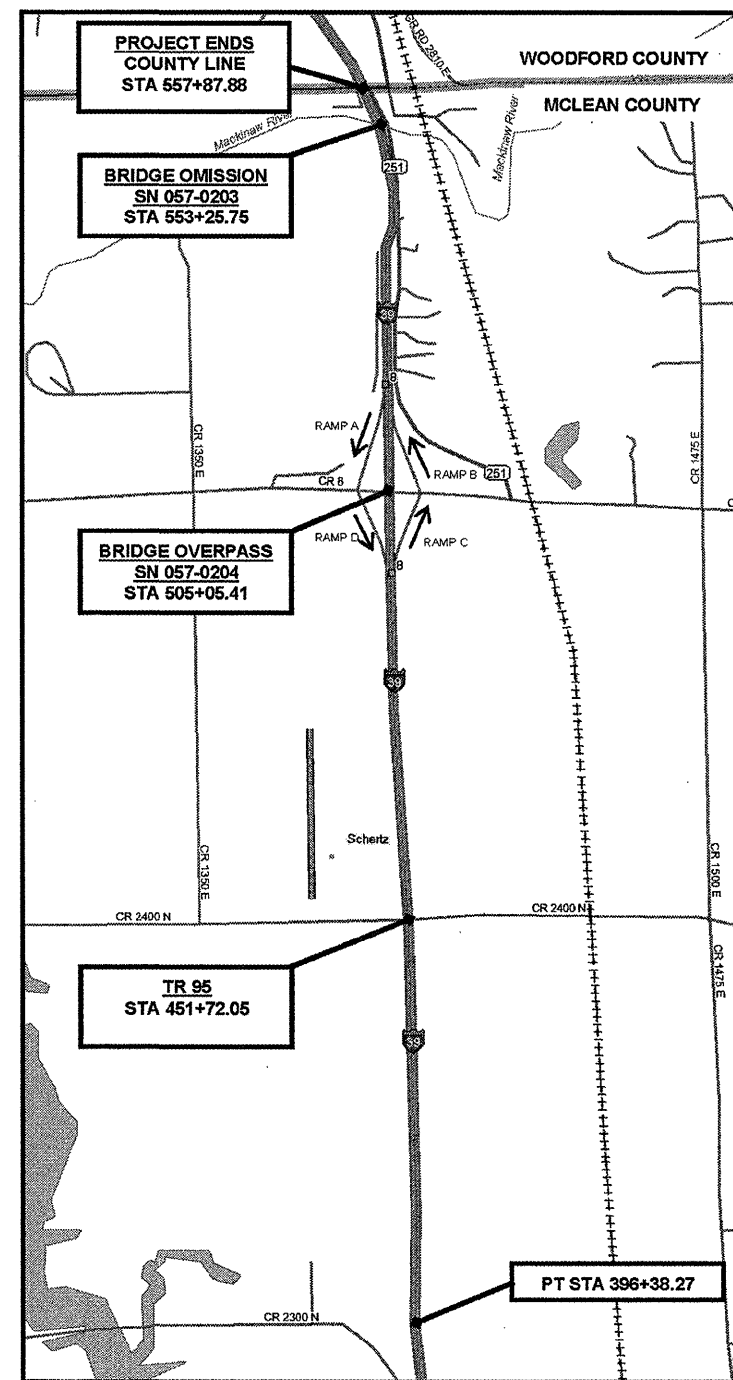 PROJECT ENDS
COUNTY LINE
STA 557+87.88
CR RD 2810 E
WOODFORD COUNTY
MCLEAN COUNTY
Mackinaw River
Mackinaw River
BRIDGE OMISSION
SN 057-0203
STA 553+25.75
251
39
8
CR 1350 E
CR 1475 E
RAMP A
RAMP B
251
CR 8
C
BRIDGE OVERPASS
SN 057-0204
STA 505+05.41
RAMP D
RAMP C
8
39
Schertz
CR 1350 E
CR 1500 E
CR 2400 N
CR 2400 N
CR 1475 E
TR 95
STA 451+72.05
39
PT STA 396+38.27
CR 2300 N